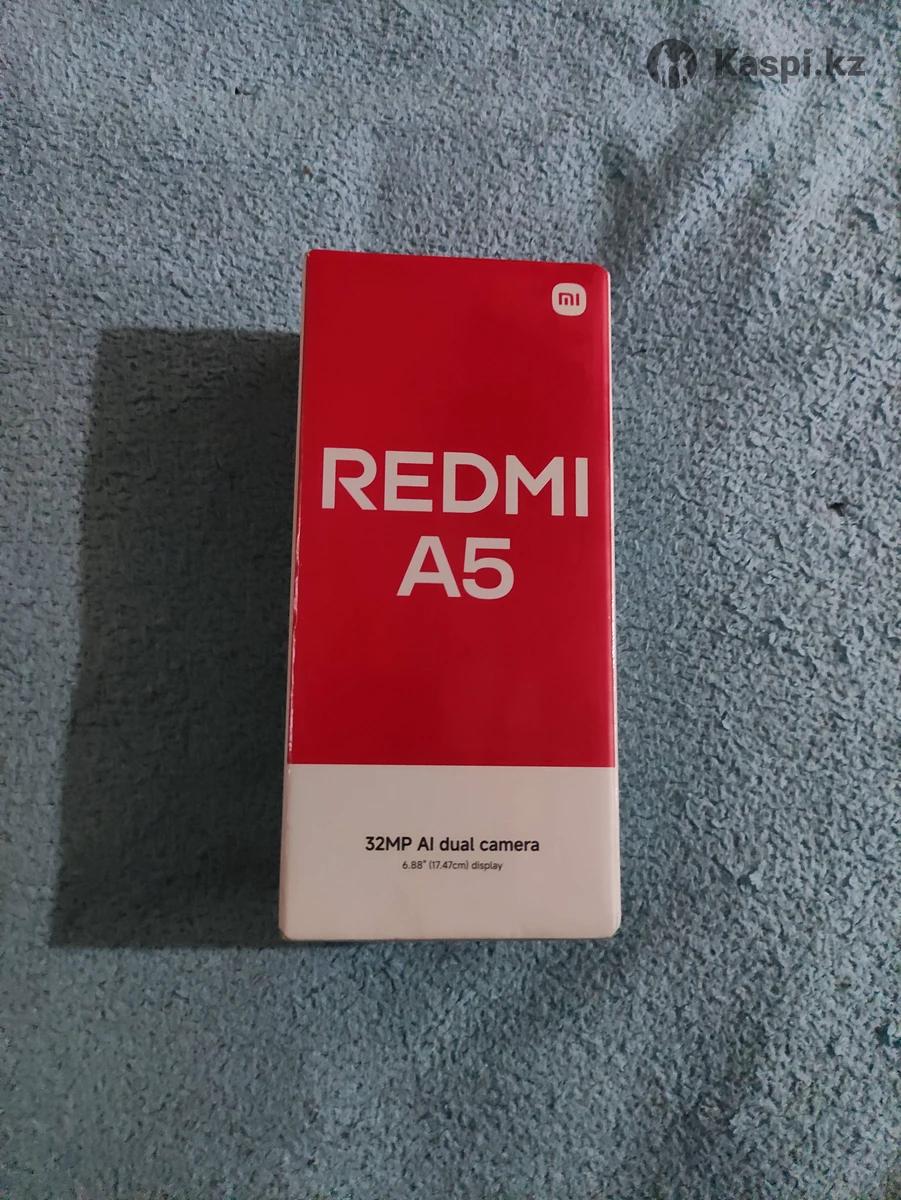 Kaspi.kz
mi
REDMI
A5
32MP AI dual camera
6.88" (17.47cm) display